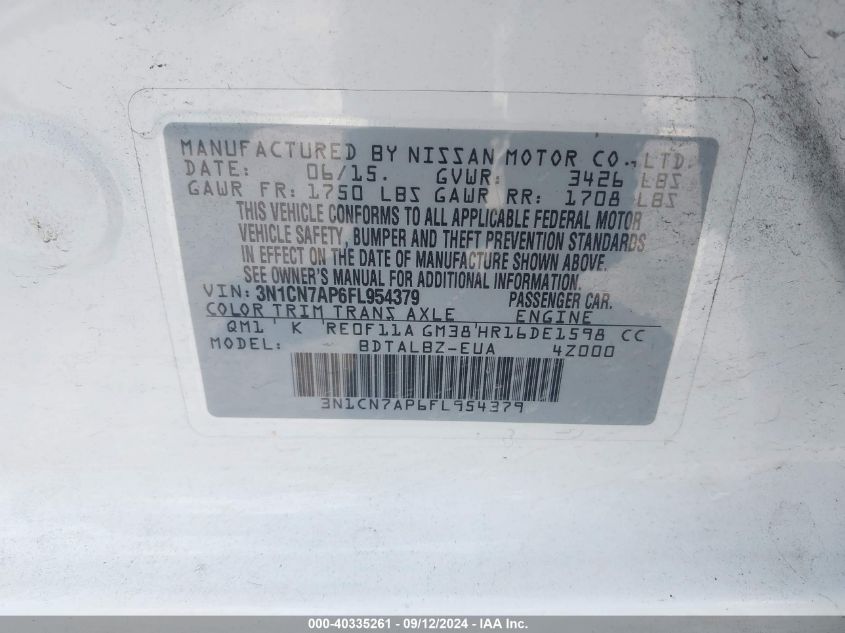 MANUFACTURED BY NISSAN MOTOR CO., LTD.
DATE: 06/15. GVWR: 3426 LBS
GAWR FR: 1750 LBS GAWR RR: 1708 LBS
THIS VEHICLE CONFORMS TO ALL APPLICABLE FEDERAL MOTOR
VEHICLE SAFETY, BUMPER AND THEFT PREVENTION STANDARDS
IN EFFECT ON THE DATE OF MANUFACTURE SHOWN ABOVE.
SEE OWNER'S MANUAL FOR ADDITIONAL INFORMATION.
VIN: 3N1CN7AP6FL954379 PASSENGER CAR.
COLOR TRIM TRANS AXLE ENGINE
QM1 K RE0F11A GM38 HR16DE1598 CC
MODEL: BDTALBZ-EUA 4Z000
3N1CN7AP6FL954379
000-40335261 - 09/12/2024 - IAA Inc.